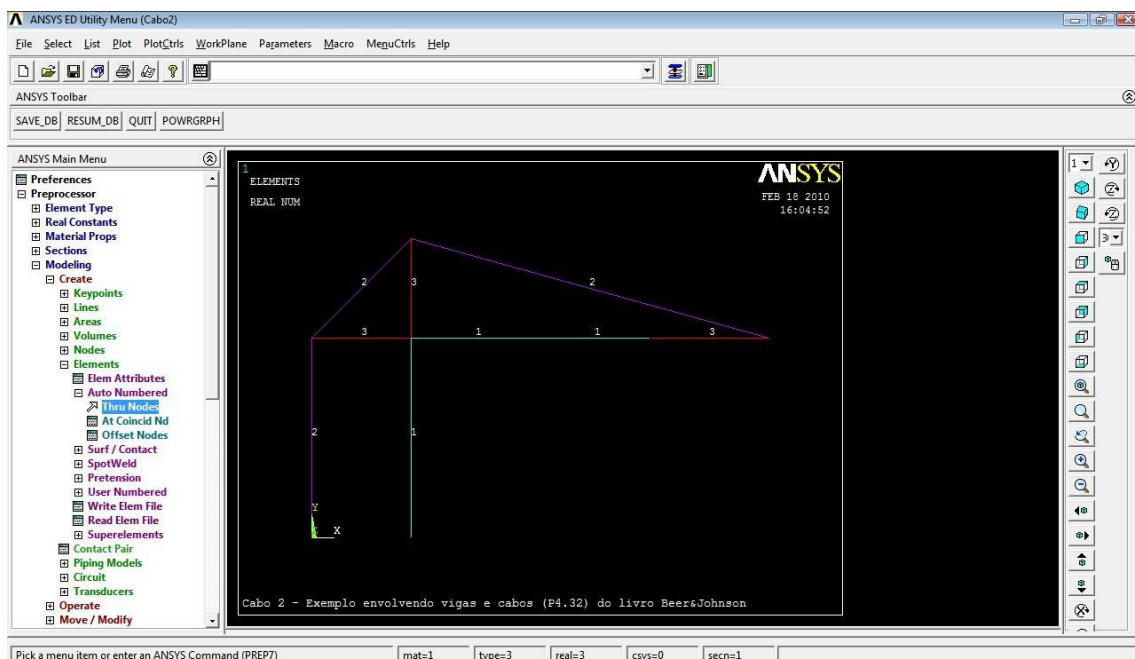 ANSYS ED Utility Menu (Cabo2)
File Select List Plot PlotCtrls WorkPlane Parameters Macro MenuCtrls Help
ANSYS Toolbar
SAVE_DB RESUM_DB QUIT POWRGRPH
ANSYS Main Menu
Preferences
Preprocessor
Element Type
Real Constants
Material Props
Sections
Modeling
Create
Keypoints
Lines
Areas
Volumes
Nodes
Elements
Elem Attributes
Auto Numbered
Thru Nodes
At Coincid Nd
Offset Nodes
Surf / Contact
SpotWeld
Pretension
User Numbered
Write Elem File
Read Elem File
Superelements
Contact Pair
Piping Models
Circuit
Transducers
Operate
Move / Modify
1
ELEMENTS
REAL NUM
ANSYS
FEB 18 2010
16:04:52
2 3 2
3 1 1 3
2 1
Y
X
Cabo 2 - Exemplo envolvendo vigas e cabos (P4.32) do livro Beer&Johnson
1
Pick a menu item or enter an ANSYS Command (PREP7) mat=1 type=3 real=3 csys=0 secn=1